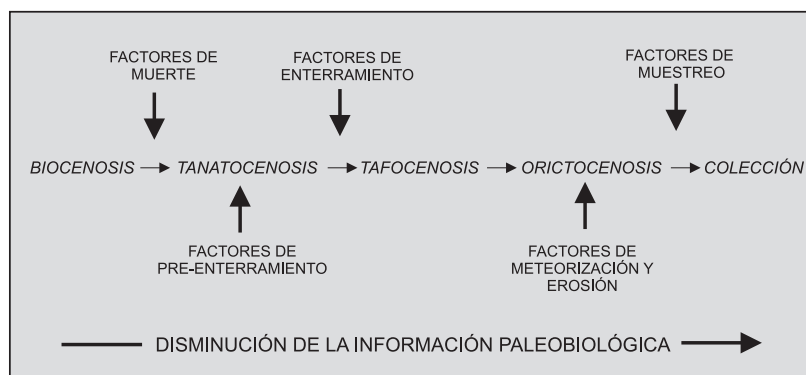 FACTORES DE
MUERTE
FACTORES DE
ENTERRAMIENTO
FACTORES DE
MUESTREO
BIOCENOSIS TANATOCENOSIS TAFOCENOSIS ORICTOCENOSIS COLECCIÓN
FACTORES DE
PRE-ENTERRAMIENTO
FACTORES DE
METEORIZACIÓN Y
EROSIÓN
DISMINUCIÓN DE LA INFORMACIÓN PALEOBIOLÓGICA